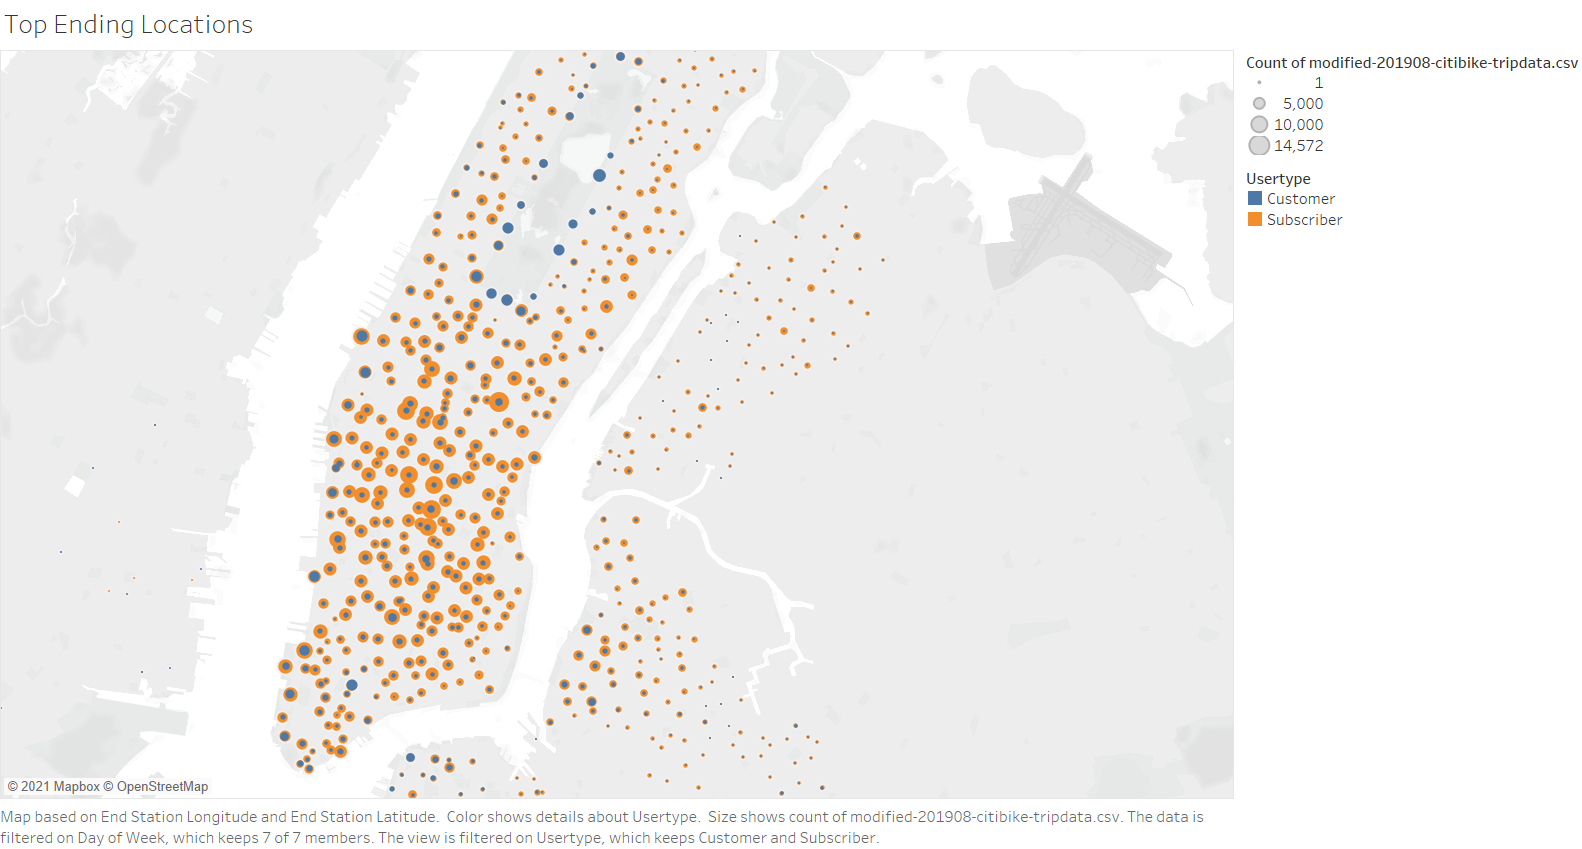 Top Ending Locations
Count of modified-201908-citibike-tripdata.csv
1
5,000
10,000
14,572
Usertype
Customer
Subscriber
© 2021 Mapbox © OpenStreetMap
Map based on End Station Longitude and End Station Latitude.  Color shows details about Usertype.  Size shows count of modified-201908-citibike-tripdata.csv. The data is
filtered on Day of Week, which keeps 7 of 7 members. The view is filtered on Usertype, which keeps Customer and Subscriber.